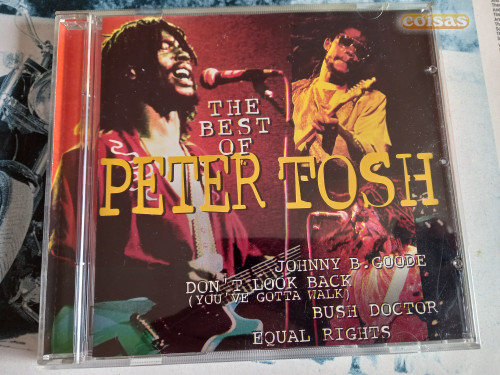 coisas
THE
BEST
OF
PETER TOSH
JOHNNY B.GOODE
DON'T LOOK BACK
(YOU'VE GOTTA WALK)
BUSH DOCTOR
EQUAL RIGHTS